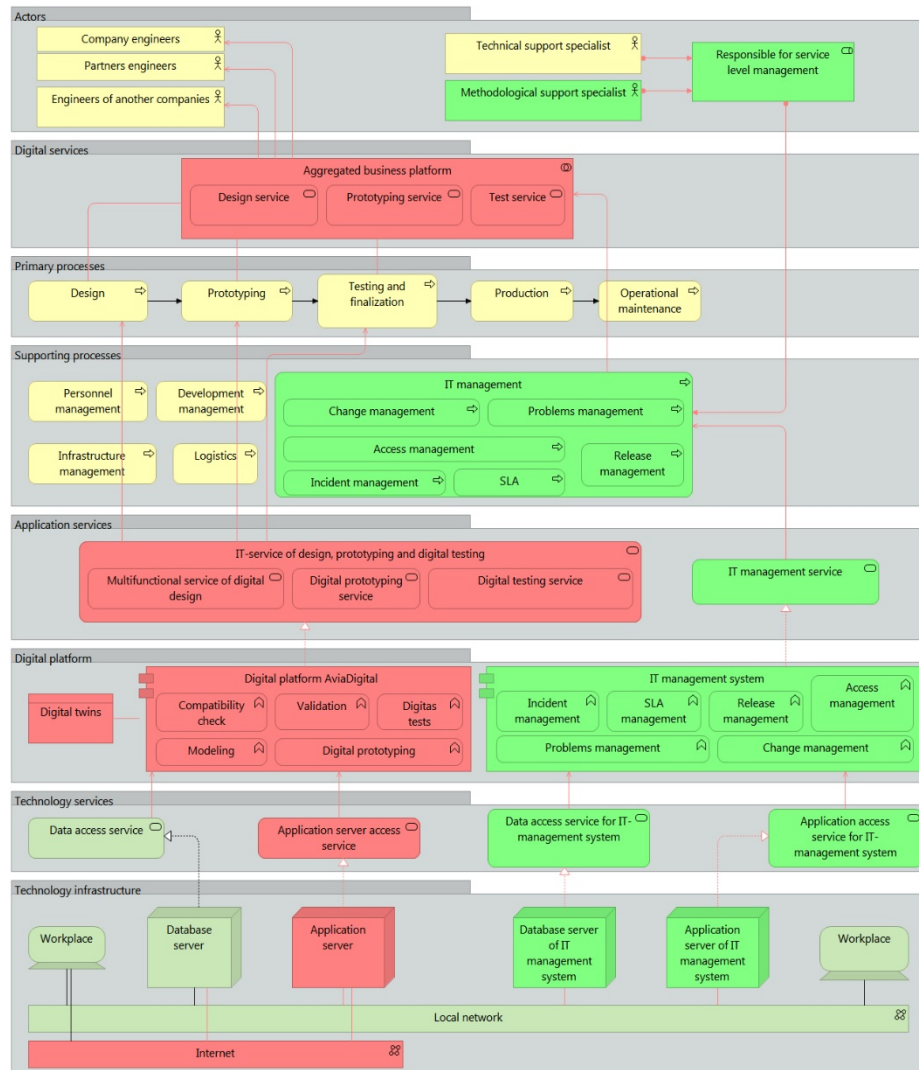 Actors
Company engineers
Partners engineers
Engineers of another companies
Technical support specialist
Methodological support specialist
Responsible for service
level management
Digital services
Aggregated business platform
Design service
Prototyping service
Test service
Primary processes
Design
Prototyping
Testing and
finalization
Production
Operational
maintenance
Supporting processes
Personnel
management
Development
management
Infrastructure
management
Logistics
IT management
Change management
Problems management
Access management
Release
management
Incident management
SLA
Application services
IT-service of design, prototyping and digital testing
Multifunctional service of digital
design
Digital prototyping
service
Digital testing service
IT management service
Digital platform
Digital twins
Digital platform AviaDigital
Compatibility
check
Validation
Digitas
tests
Modeling
Digital prototyping
IT management system
Incident
management
SLA
management
Release
management
Access
management
Problems management
Change management
Technology services
Data access service
Application server access
service
Data access service for IT-
management system
Application access
service for IT-
management system
Technology infrastructure
Workplace
Database
server
Application
server
Database server
of IT
management
system
Application
server of IT
management
system
Workplace
Local network
Internet